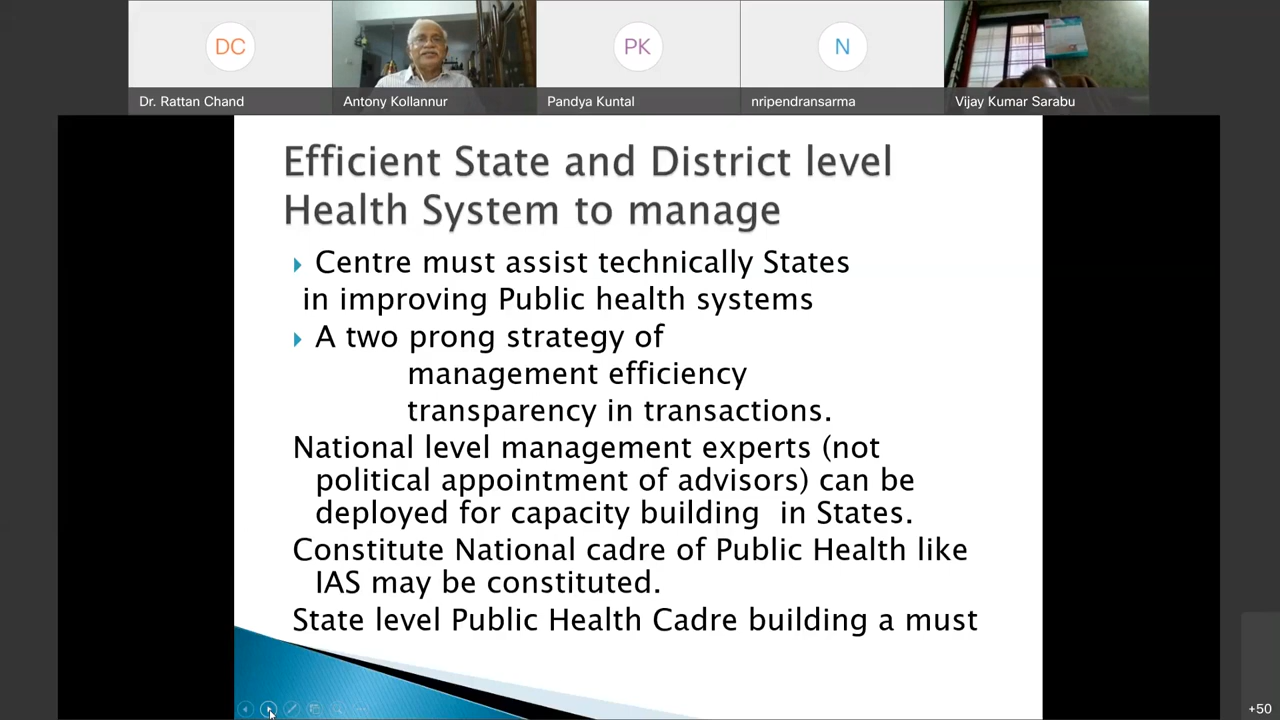 DC
PK
N
Dr. Rattan Chand
Antony Kollannur
Pandya Kuntal
nripendransarma
Vijay Kumar Sarabu
Efficient State and District level
Health System to manage
Centre must assist technically States
in improving Public health systems
A two prong strategy of
management efficiency
transparency in transactions.
National level management experts (not
political appointment of advisors) can be
deployed for capacity building in States.
Constitute National cadre of Public Health like
IAS may be constituted.
State level Public Health Cadre building a must
+50